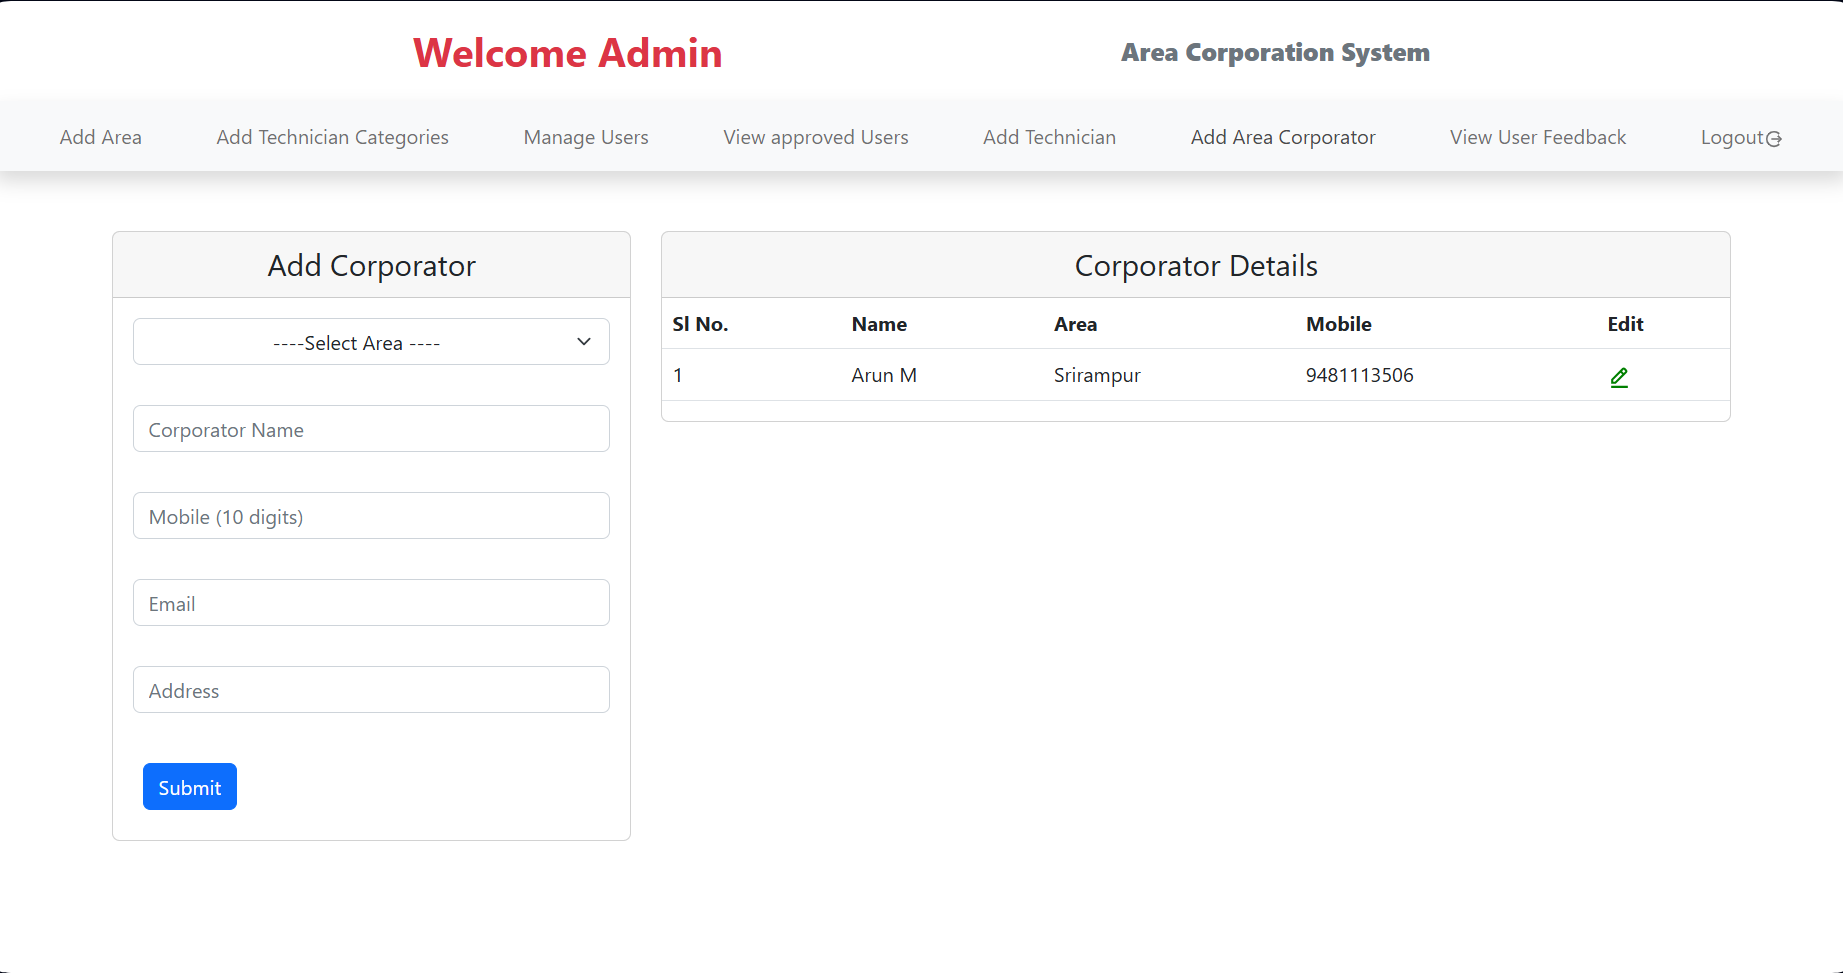 Welcome Admin
Area Corporation System
Add Area
Add Technician Categories
Manage Users
View approved Users
Add Technician
Add Area Corporator
View User Feedback
Logout
Add Corporator
----Select Area ----
Corporator Name
Mobile (10 digits)
Email
Address
Submit
Corporator Details
Sl No. Name Area Mobile Edit
1 Arun M Srirampur 9481113506